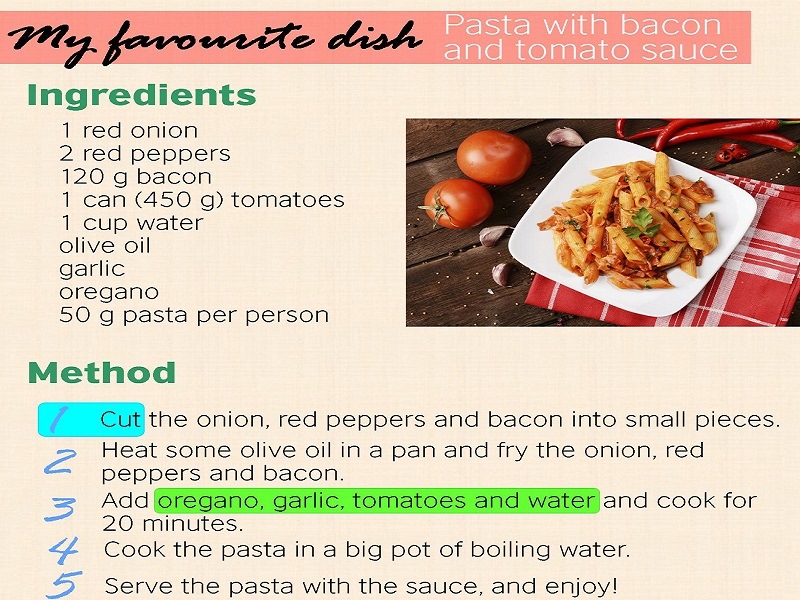 My favourite dish
Pasta with bacon
and tomato sauce
Ingredients
1 red onion
2 red peppers
120 g bacon
1 can (450 g) tomatoes
1 cup water
olive oil
garlic
oregano
50 g pasta per person
Method
1 Cut the onion, red peppers and bacon into small pieces.
2 Heat some olive oil in a pan and fry the onion, red
peppers and bacon.
3 Add oregano, garlic, tomatoes and water and cook for
20 minutes.
4 Cook the pasta in a big pot of boiling water.
5 Serve the pasta with the sauce, and enjoy!